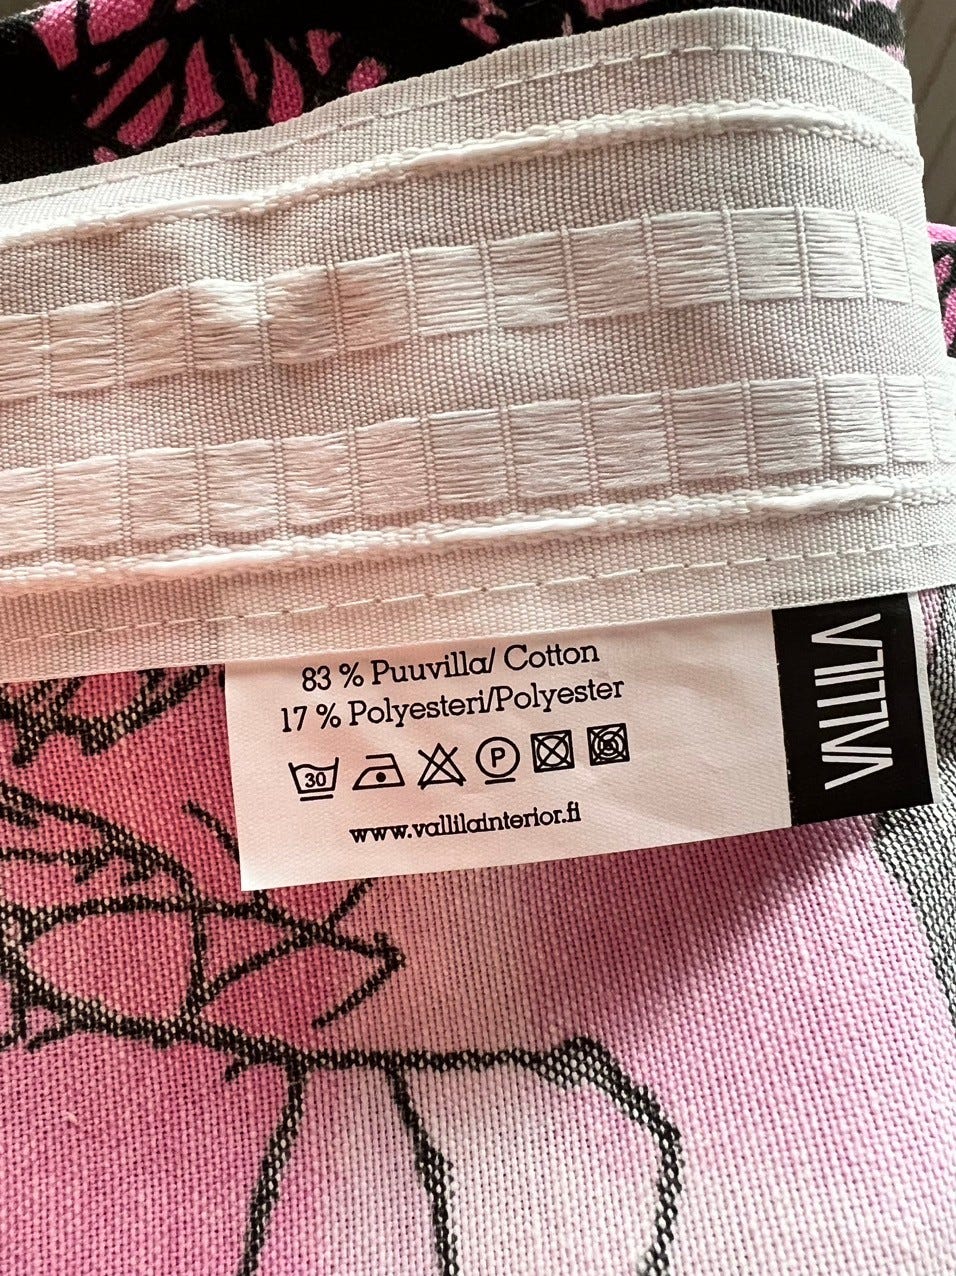 83 % Puuvilla/ Cotton
17 % Polyesteri/Polyester
30 P
www.vallilainterior.fi
VALLILA